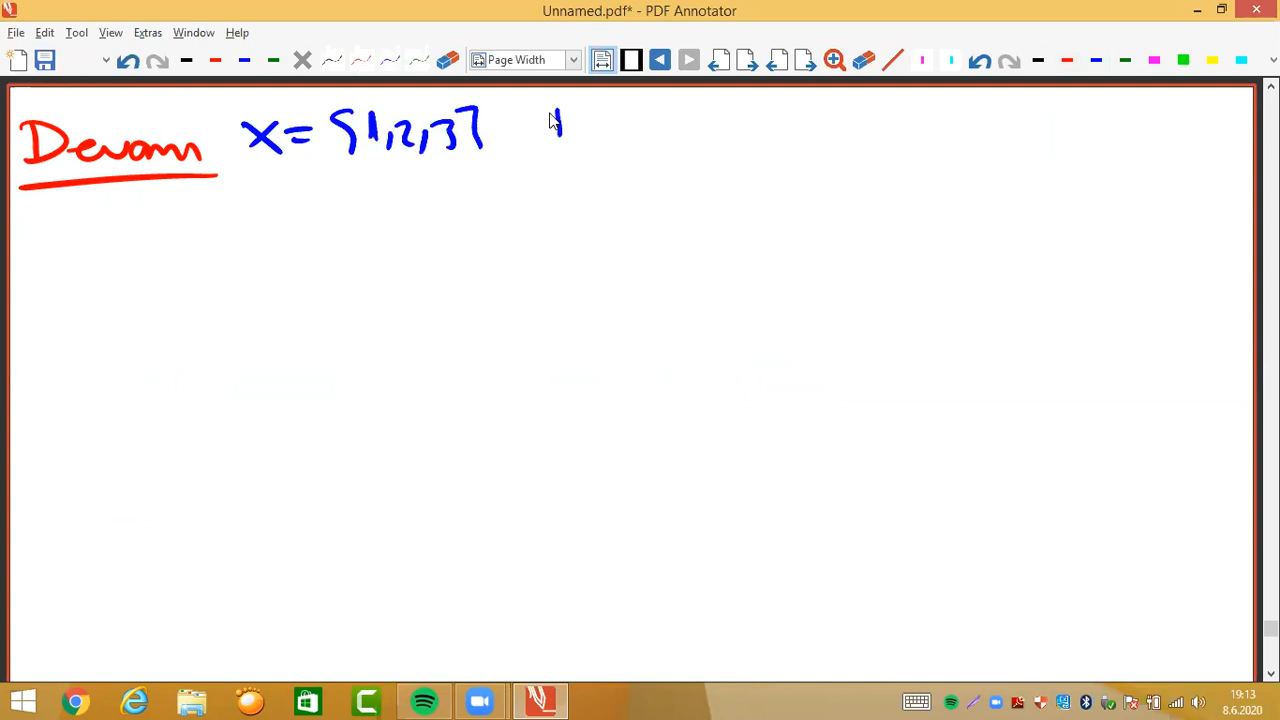 Unnamed.pdf* - PDF Annotator
File Edit Tool View Extras Window Help
Page Width
Devam x = {1,2,3}
19:13
8.6.2020